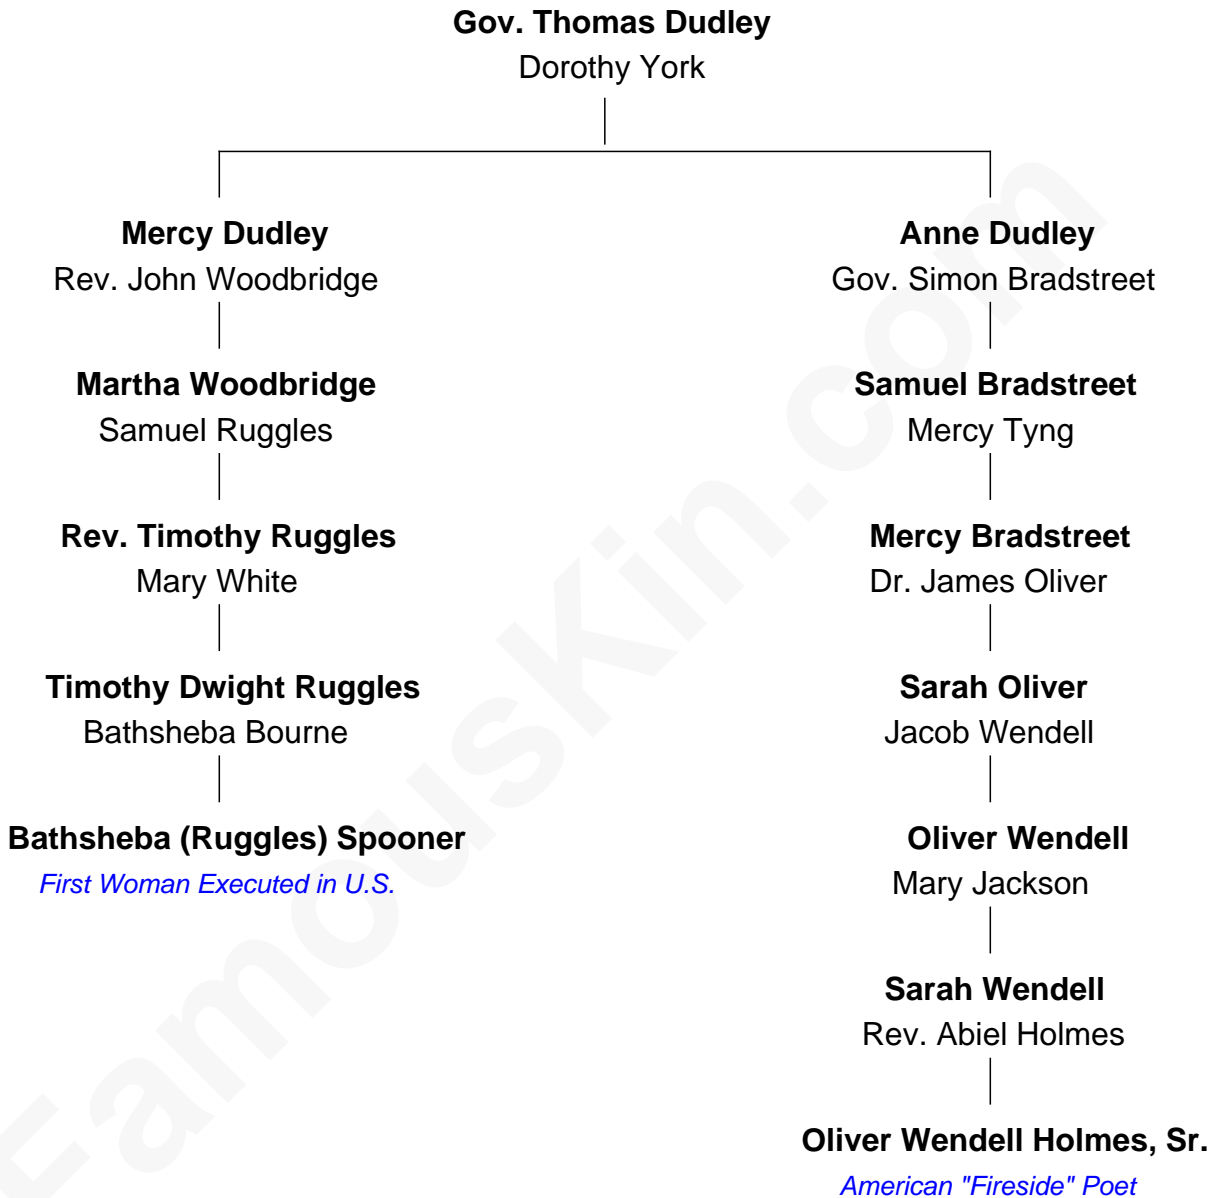 Gov. Thomas Dudley
Dorothy York
Mercy Dudley
Rev. John Woodbridge
Martha Woodbridge
Samuel Ruggles
Rev. Timothy Ruggles
Mary White
Timothy Dwight Ruggles
Bathsheba Bourne
Bathsheba (Ruggles) Spooner
First Woman Executed in U.S.
Anne Dudley
Gov. Simon Bradstreet
Samuel Bradstreet
Mercy Tyng
Mercy Bradstreet
Dr. James Oliver
Sarah Oliver
Jacob Wendell
Oliver Wendell
Mary Jackson
Sarah Wendell
Rev. Abiel Holmes
Oliver Wendell Holmes, Sr.
American "Fireside" Poet
FamousKin.com